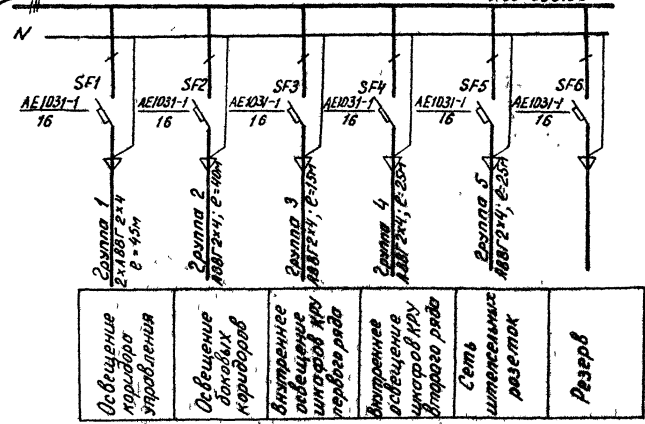 N
SF1 SF2 SF3 SF4 SF5 SF6
АЕ1031-1 АЕ1031-1 АЕ1031-1 АЕ1031-1 АЕ1031-1 АЕ1031-1
16 16 16 16 16 16
Группа 1
2хАВВГ 2х4
ℓ=45м
Группа 2
АВВГ 2х4; ℓ=40м
Группа 3
АВВГ 2х4; ℓ=15м
Группа 4
АВВГ 2х4; ℓ=25м
Группа 5
АВВГ 2х4; ℓ=25м
Освещение
коридора
управления
Освещение
боковых
коридоров
Внутреннее
освещение
шкафов КРУ
первого ряда
Внутреннее
освещение
шкафов КРУ
второго ряда
Сеть
штепсельных
розеток
Резерв